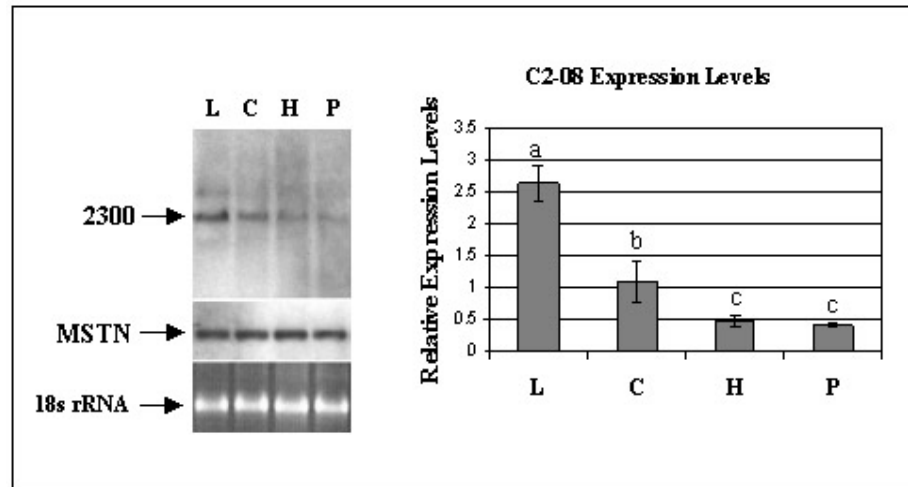 L C H P
2300
MSTN
18s rRNA
C2-08 Expression Levels
Relative Expression Levels
3.5
3
2.5
2
1.5
1
0.5
0
a
b
c
c
L C H P